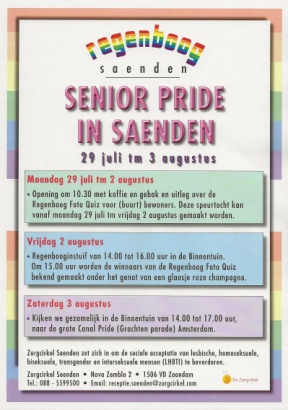 regenboog
saenden
SENIOR PRIDE
IN SAENDEN
29 juli tm 3 augustus
Maandag 29 juli tm 2 augustus
• Opening om 10.30 met koffie en gebak en uitleg over de
Regenboog Foto Quiz voor (buurt) bewoners. Deze speurtocht kan
vanaf maandag 29 juli tm vrijdag 2 augustus gemaakt worden.
Vrijdag 2 augustus
• Regenbooginstuif van 14.00 tot 16.00 uur in de Binnentuin.
Om 15.00 uur worden de winnaars van de Regenboog Foto Quiz
bekend gemaakt onder het genot van een glaasje roze champagne.
Zaterdag 3 augustus
• Kijken we gezamenlijk in de Binnentuin van 14.00 tot 17.00 uur,
naar de grote Canal Pride (Grachten parade) Amsterdam.
Zorgcirkel Saenden zet zich in om de sociale acceptatie van lesbische, homoseksuele,
biseksuele, transgender en interseksuele mensen (LHBTI) te bevorderen.
Zorgcirkel Saenden • Nova Zembla 2 • 1506 VD Zaandam
Tel.: 088 - 5599500 • Email: receptie.saenden@zorgcirkel.com
De Zorgcirkel